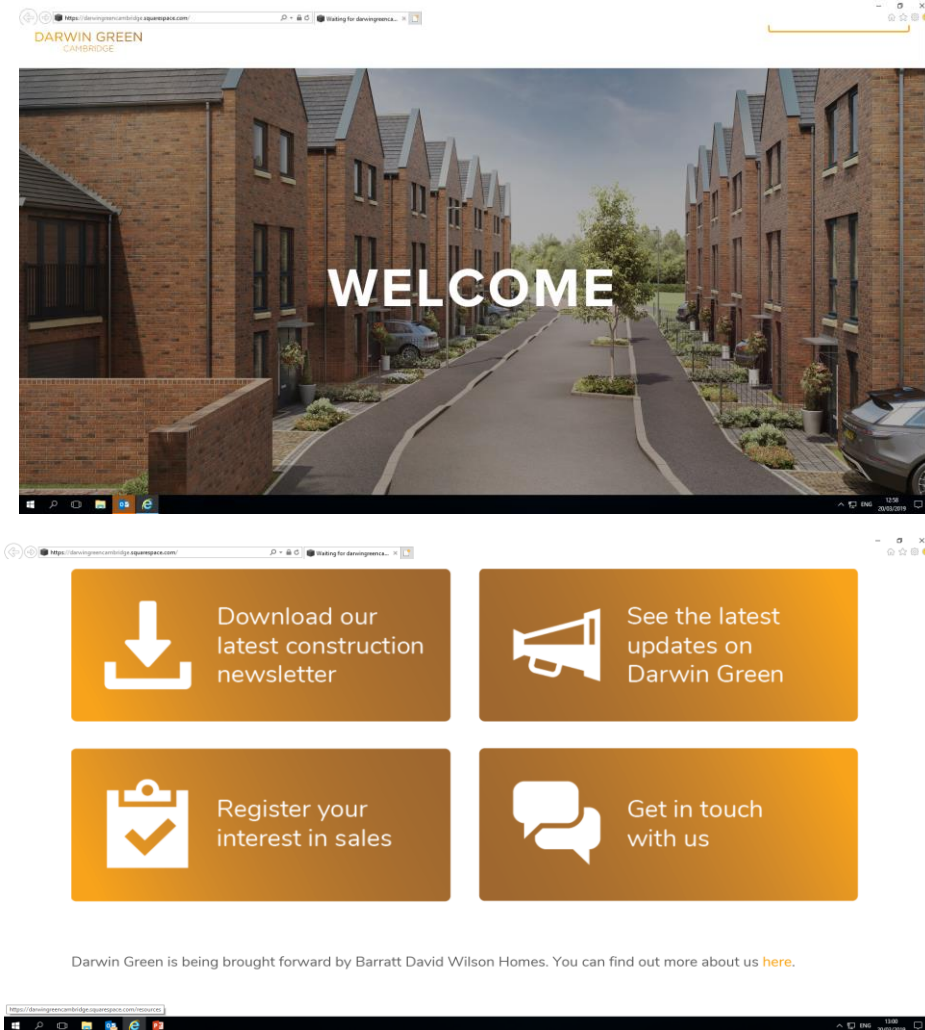 https://darwingreencambridge.squarespace.com/
Waiting for darwingreenca...
DARWIN GREEN
CAMBRIDGE
WELCOME
ENG
12:58
20/03/2019
https://darwingreencambridge.squarespace.com/
Waiting for darwingreenca...
Download our
latest construction
newsletter
See the latest
updates on
Darwin Green
Register your
interest in sales
Get in touch
with us
Darwin Green is being brought forward by Barratt David Wilson Homes. You can find out more about us here.
https://darwingreencambridge.squarespace.com/resources
ENG
13:00
20/03/2019